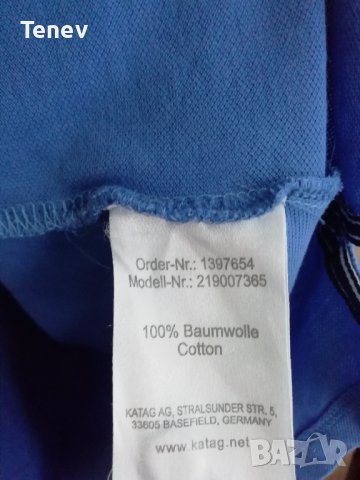 Tenev
Order-Nr.: 1397654
Modell-Nr.: 219007365
100% Baumwolle
Cotton
KATAG AG, STRALSUNDER STR. 5,
33605 BASEFIELD, GERMANY
www.katag.net
BAZAR